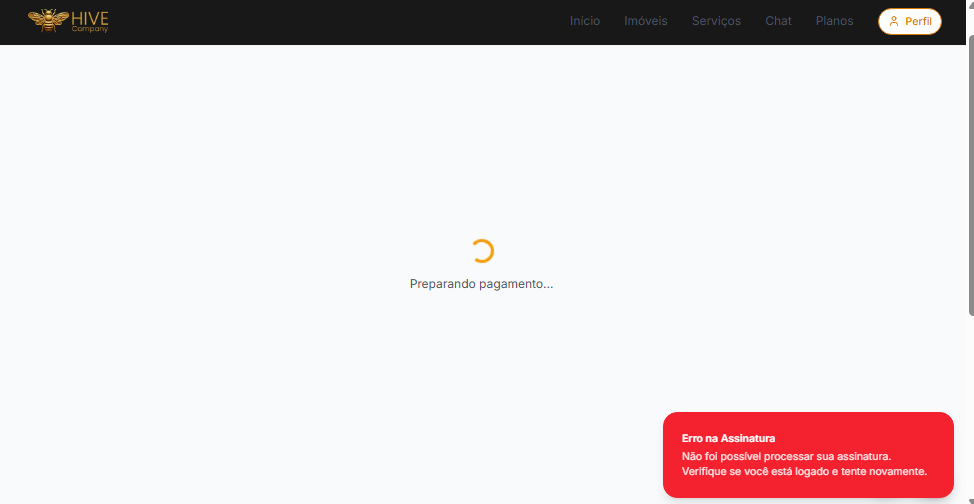 HIVE
Company
Início
Imóveis
Serviços
Chat
Planos
Perfil
Preparando pagamento...
Erro na Assinatura
Não foi possível processar sua assinatura.
Verifique se você está logado e tente novamente.